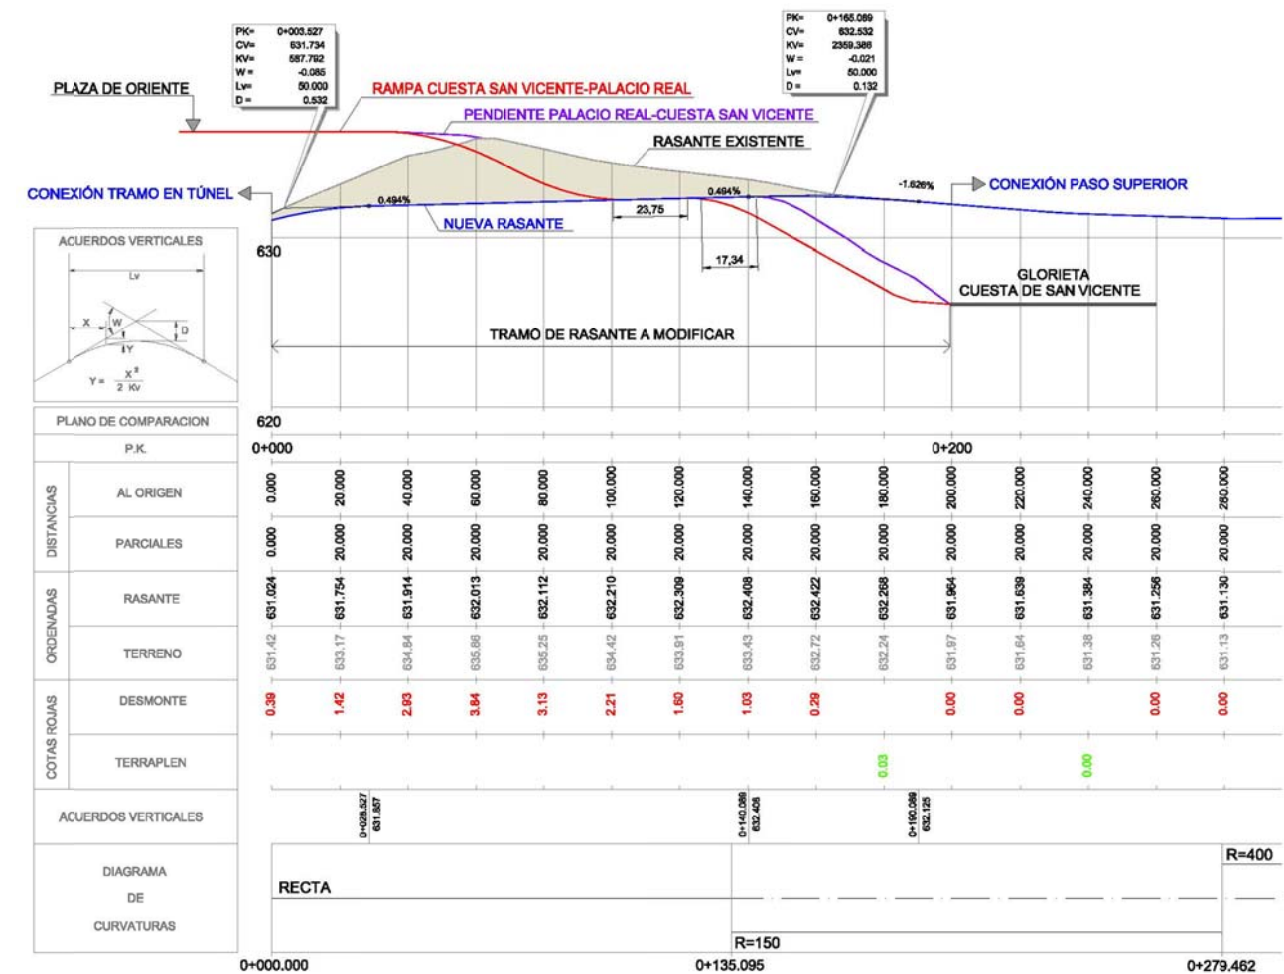 PK= 0+003.527
CV= 631.734
KV= 587.792
W = -0.085
Lv= 50.000
D = 0.532
PK= 0+165.089
CV= 632.532
KV= 2359.386
W = -0.021
Lv= 50.000
D = 0.132
PLAZA DE ORIENTE
RAMPA CUESTA SAN VICENTE-PALACIO REAL
PENDIENTE PALACIO REAL-CUESTA SAN VICENTE
RASANTE EXISTENTE
CONEXIÓN TRAMO EN TÚNEL
0.494%
0.494%
-1.626%
CONEXIÓN PASO SUPERIOR
NUEVA RASANTE
23,75
17,34
ACUERDOS VERTICALES
Lv
X
W
D
Y
Y = X² / 2 Kv
630
GLORIETA
CUESTA DE SAN VICENTE
TRAMO DE RASANTE A MODIFICAR
PLANO DE COMPARACION 620
P.K. 0+000 0+200
DISTANCIAS
AL ORIGEN 0.000 20.000 40.000 60.000 80.000 100.000 120.000 140.000 160.000 180.000 200.000 220.000 240.000 260.000 280.000
PARCIALES 0.000 20.000 20.000 20.000 20.000 20.000 20.000 20.000 20.000 20.000 20.000 20.000 20.000 20.000 20.000
ORDENADAS
RASANTE 631.024 631.754 631.914 632.013 632.112 632.210 632.309 632.408 632.422 632.268 631.964 631.639 631.384 631.256 631.130
TERRENO 631.42 633.17 634.84 635.86 635.25 634.42 633.91 633.43 632.72 632.24 631.97 631.64 631.38 631.26 631.13
COTAS ROJAS
DESMONTE 0.39 1.42 2.93 3.84 3.13 2.21 1.60 1.03 0.29 0.00 0.00 0.00 0.00
TERRAPLEN 0.03 0.00
ACUERDOS VERTICALES
0+028.527
631.857
0+140.089
632.408
0+190.089
632.125
DIAGRAMA
DE
CURVATURAS
RECTA
R=150
R=400
0+000.000 0+135.095 0+279.462